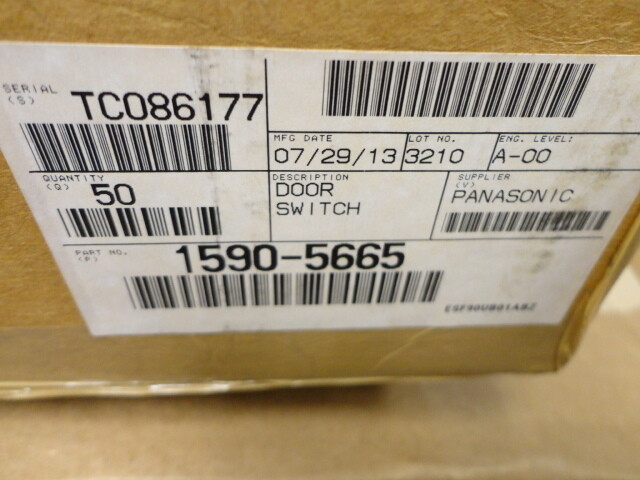 SERIAL
(S)
TC086177
MFG DATE
07/29/13
LOT NO.
3210
ENG. LEVEL:
A-00
QUANTITY
(Q)
50
DESCRIPTION
DOOR
SWITCH
SUPPLIER
(V)
PANASONIC
PART NO.
(P)
1590-5665